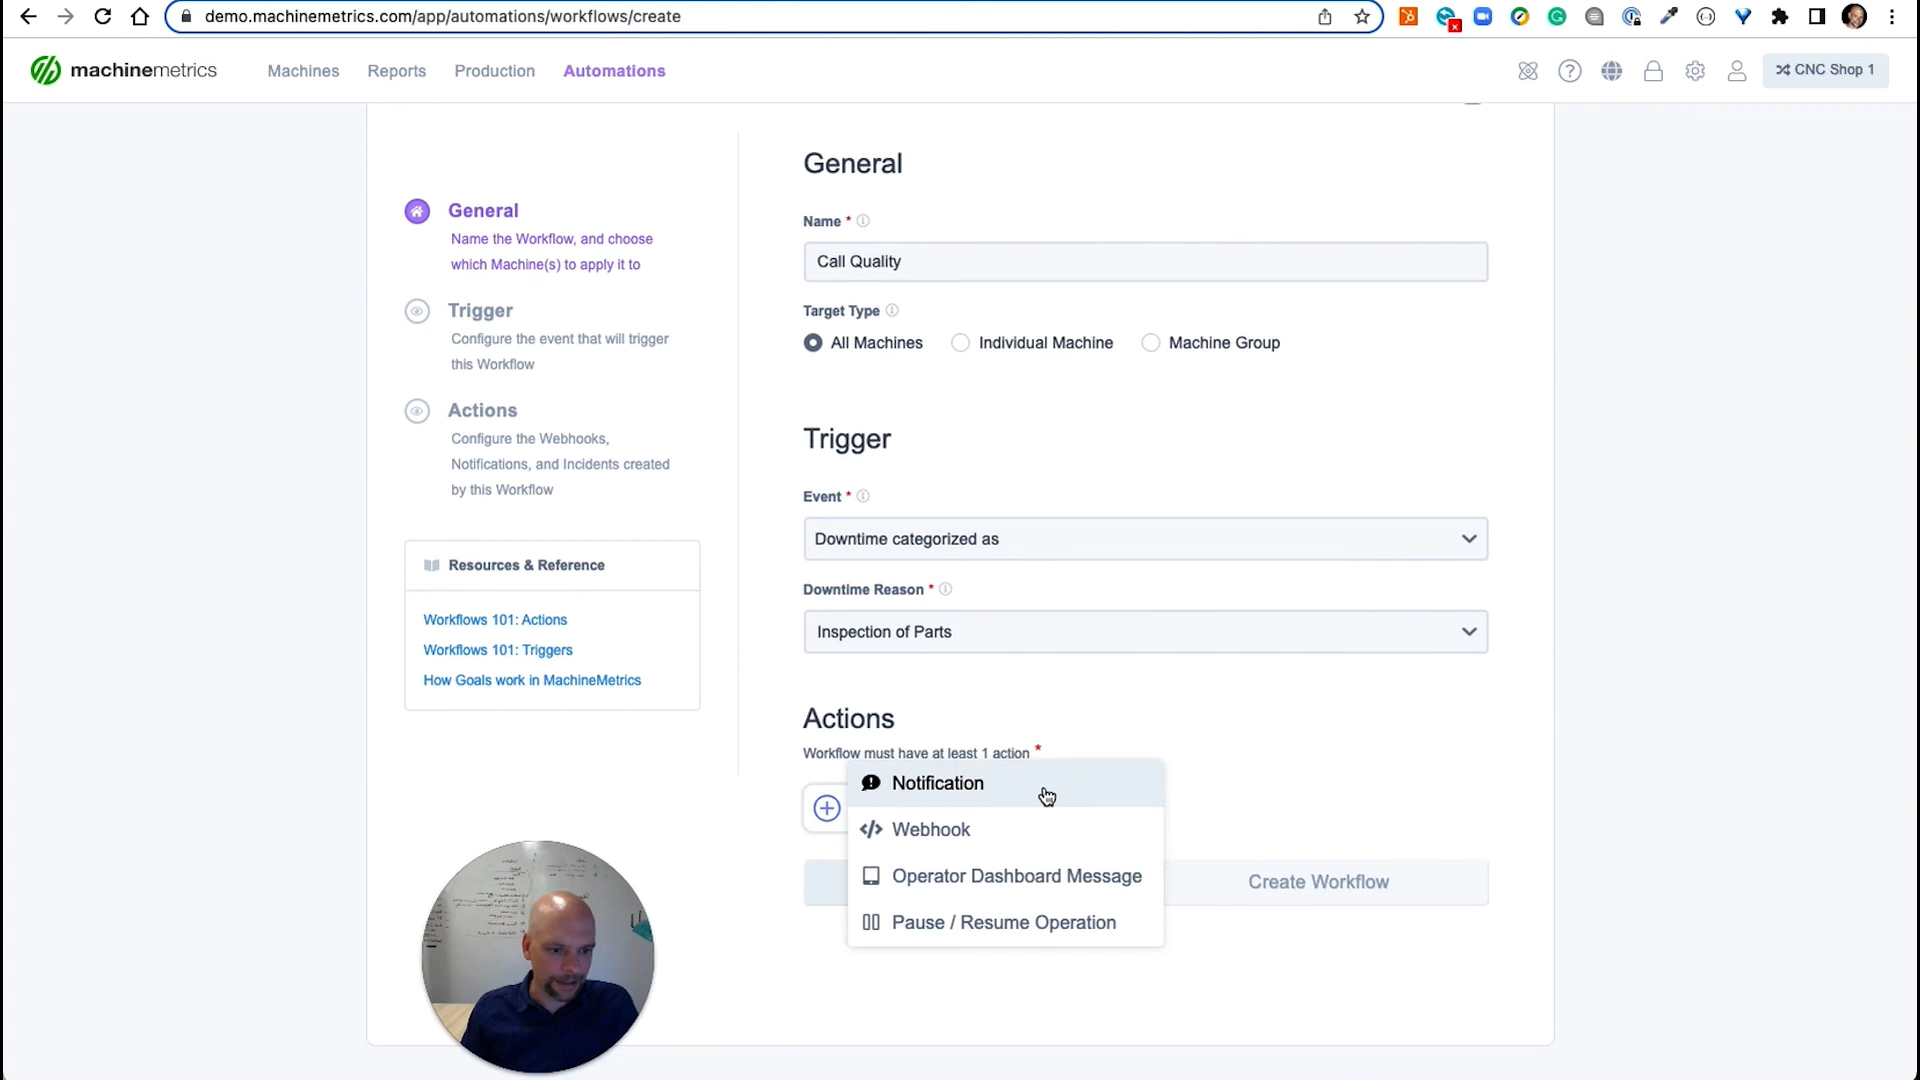 demo.machinemetrics.com/app/automations/workflows/create
machinemetrics
Machines
Reports
Production
Automations
CNC Shop 1
General
Name the Workflow, and choose
which Machine(s) to apply it to
Trigger
Configure the event that will trigger
this Workflow
Actions
Configure the Webhooks,
Notifications, and Incidents created
by this Workflow
Resources & Reference
Workflows 101: Actions
Workflows 101: Triggers
How Goals work in MachineMetrics
General
Name *
Call Quality
Target Type
All Machines
Individual Machine
Machine Group
Trigger
Event *
Downtime categorized as
Downtime Reason *
Inspection of Parts
Actions
Workflow must have at least 1 action *
Notification
Webhook
Operator Dashboard Message
Pause / Resume Operation
Create Workflow